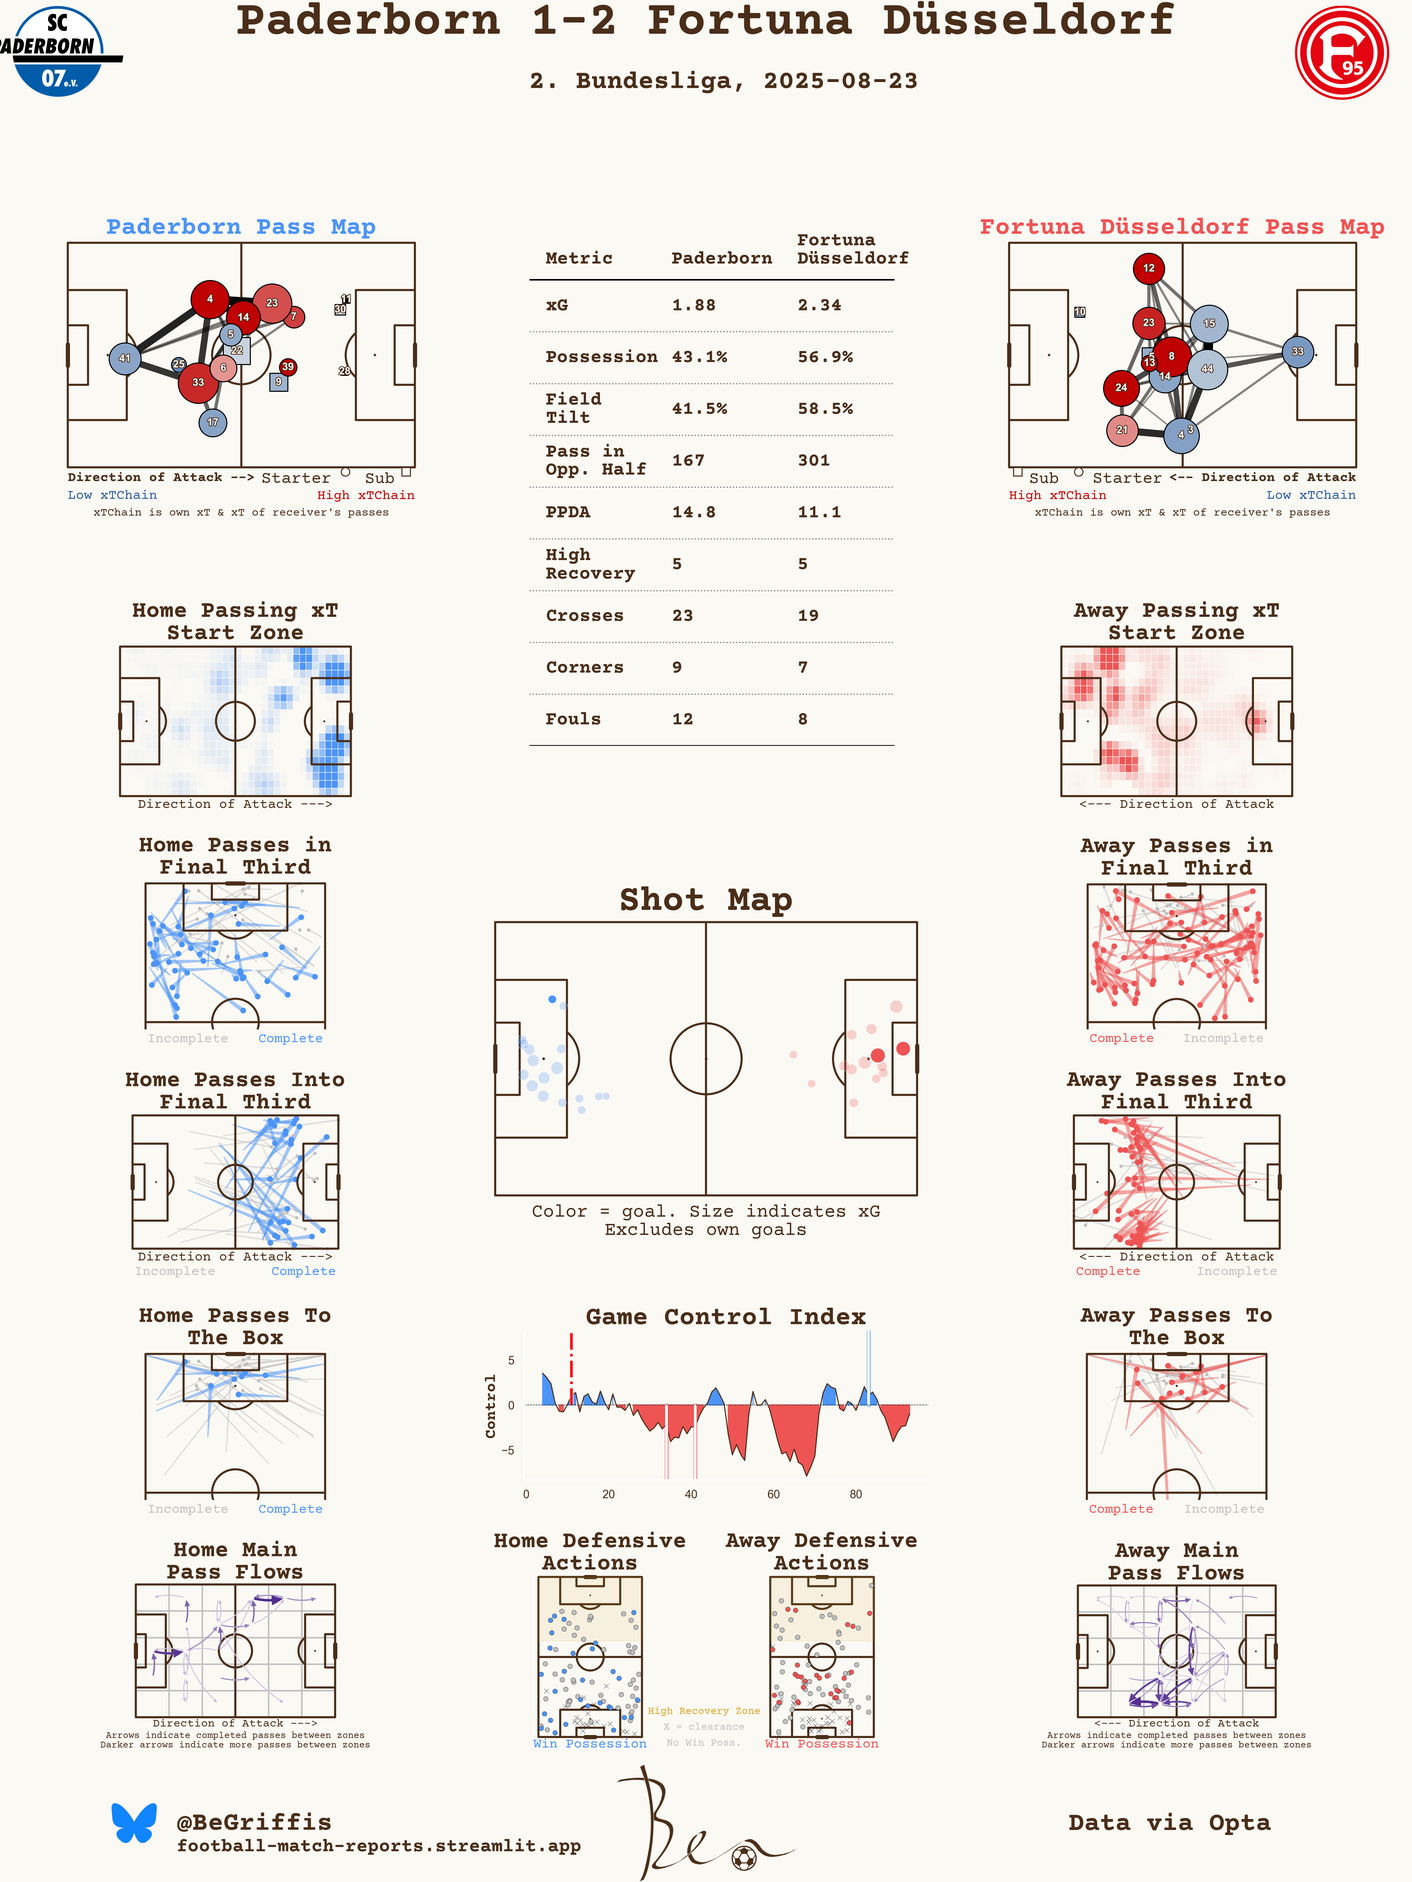 Paderborn 1-2 Fortuna Düsseldorf
2. Bundesliga, 2025-08-23
SC
PADERBORN
07 e.V.
F 95
Paderborn Pass Map
41
4
23
7
14
5
22
25
6
33
17
39
9
11
30
28
Direction of Attack --> Starter Sub
Low xTChain High xTChain
xTChain is own xT & xT of receiver's passes
Metric Paderborn Fortuna Düsseldorf
xG 1.88 2.34
Possession 43.1% 56.9%
Field Tilt 41.5% 58.5%
Pass in Opp. Half 167 301
PPDA 14.8 11.1
High Recovery 5 5
Crosses 23 19
Corners 9 7
Fouls 12 8
Fortuna Düsseldorf Pass Map
12
10
23
15
5
8
13
14
44
33
24
21
4
3
Sub Starter <-- Direction of Attack
High xTChain Low xTChain
xTChain is own xT & xT of receiver's passes
Home Passing xT
Start Zone
Direction of Attack --->
Away Passing xT
Start Zone
<--- Direction of Attack
Home Passes in
Final Third
Incomplete Complete
Away Passes in
Final Third
Complete Incomplete
Shot Map
Color = goal. Size indicates xG
Excludes own goals
Home Passes Into
Final Third
Direction of Attack --->
Incomplete Complete
Away Passes Into
Final Third
<--- Direction of Attack
Complete Incomplete
Home Passes To
The Box
Incomplete Complete
Game Control Index
Control
5
0
−5
0 20 40 60 80
Away Passes To
The Box
Complete Incomplete
Home Main
Pass Flows
Direction of Attack --->
Arrows indicate completed passes between zones
Darker arrows indicate more passes between zones
Home Defensive
Actions
Win Possession
High Recovery Zone
X = clearance
No Win Poss.
Away Defensive
Actions
Win Possession
Away Main
Pass Flows
<--- Direction of Attack
Arrows indicate completed passes between zones
Darker arrows indicate more passes between zones
@BeGriffis
football-match-reports.streamlit.app
Ben
Data via Opta